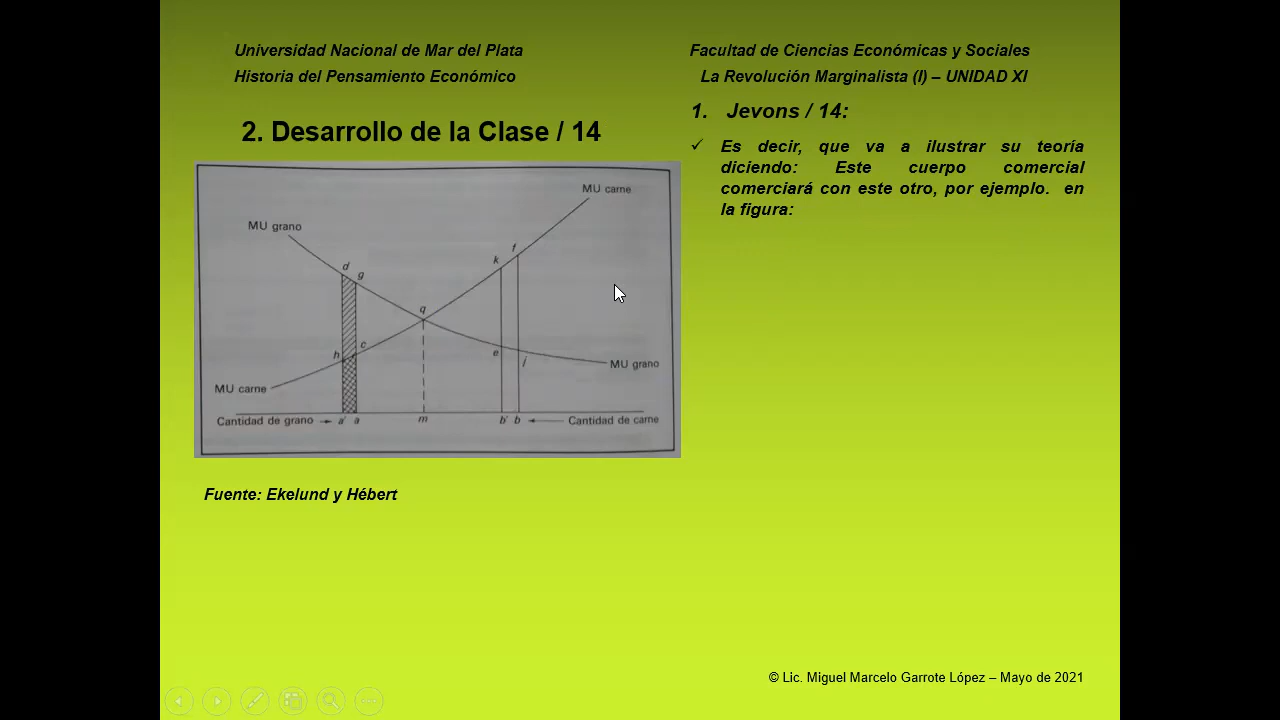 Universidad Nacional de Mar del Plata
Historia del Pensamiento Económico
Facultad de Ciencias Económicas y Sociales
La Revolución Marginalista (I) – UNIDAD XI
2. Desarrollo de la Clase / 14
1. Jevons / 14:
✓ Es decir, que va a ilustrar su teoría
diciendo: Este cuerpo comercial
comerciará con este otro, por ejemplo. en
la figura:
MU carne
MU grano
d
g
k
f
q
h
c
e
j
MU grano
MU carne
Cantidad de grano → a' a m b' b ← Cantidad de carne
Fuente: Ekelund y Hébert
© Lic. Miguel Marcelo Garrote López – Mayo de 2021